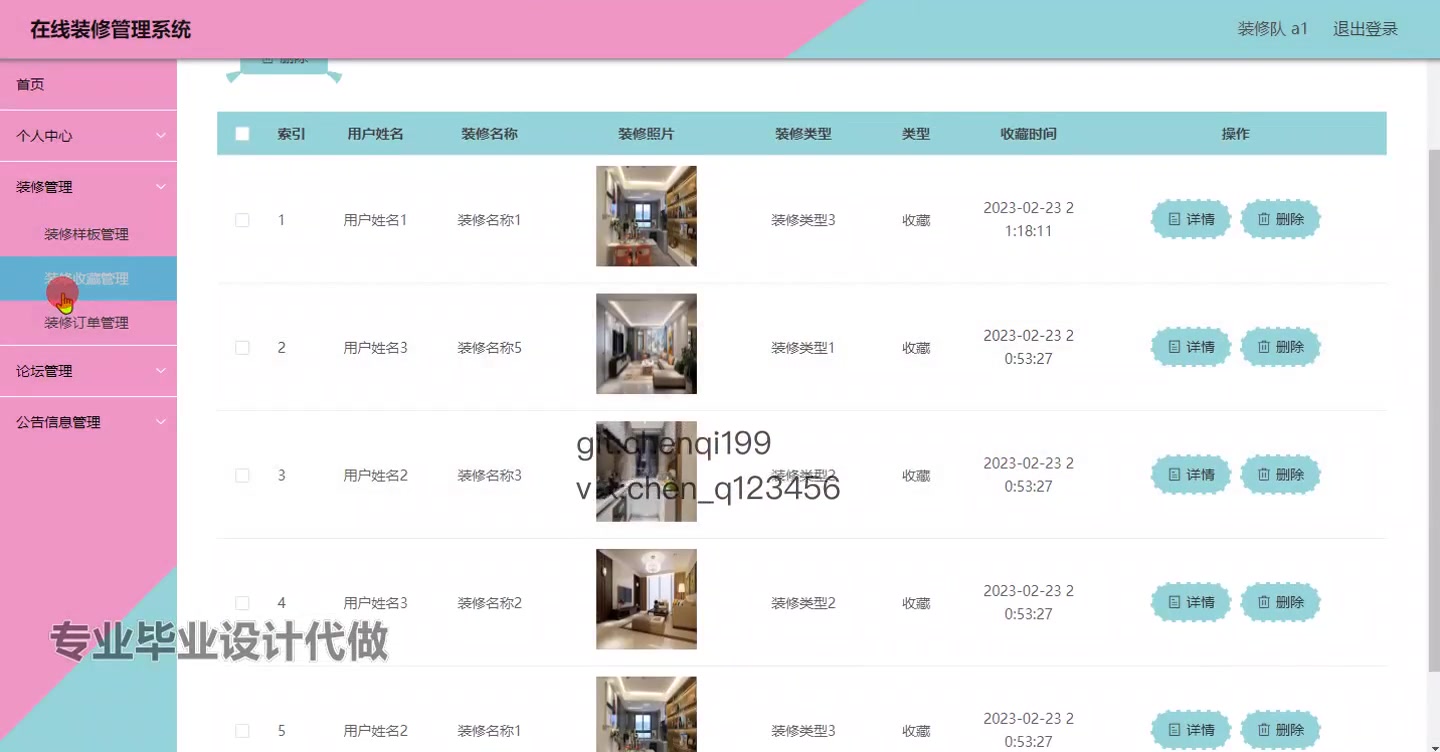 在线装修管理系统
装修队 a1
退出登录
首页
个人中心
装修管理
装修样板管理
装修收藏管理
装修订单管理
论坛管理
公告信息管理
删除
索引 用户姓名 装修名称 装修照片 装修类型 类型 收藏时间 操作
1 用户姓名1 装修名称1 装修类型3 收藏 2023-02-23 2
1:18:11
详情 删除
2 用户姓名3 装修名称5 装修类型1 收藏 2023-02-23 2
0:53:27
详情 删除
git:chenqi199
3 用户姓名2 装修名称3 装修类型2 收藏 2023-02-23 2
0:53:27
详情 删除
v x:chen_q123456
4 用户姓名3 装修名称2 装修类型2 收藏 2023-02-23 2
0:53:27
详情 删除
专业毕业设计代做
5 用户姓名2 装修名称1 装修类型3 收藏 2023-02-23 2
0:53:27
详情 删除